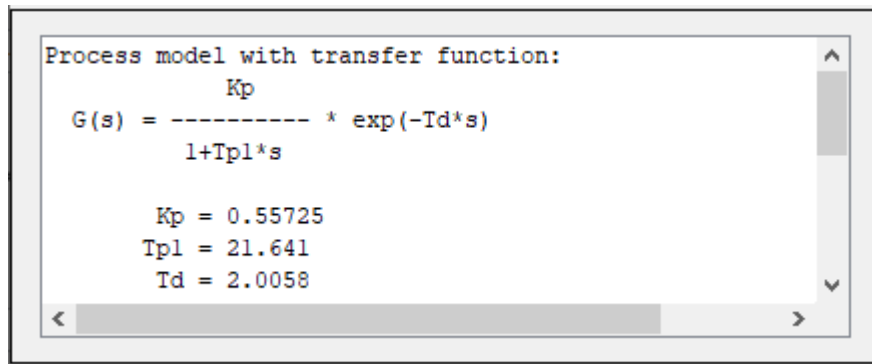 Process model with transfer function:
Kp
G(s) = ---------- * exp(-Td*s)
1+Tp1*s
Kp = 0.55725
Tp1 = 21.641
Td = 2.0058